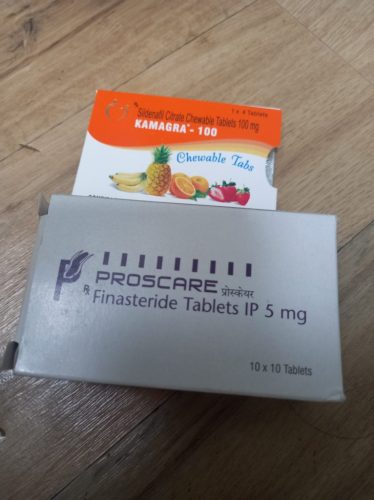 1 x 4 Tablets
Sildenafil Citrate Chewable Tablets 100 mg
KAMAGRA® - 100
Chewable Tabs
PROSCARE प्रोस्केयर
Rx Finasteride Tablets IP 5 mg
10 x 10 Tablets